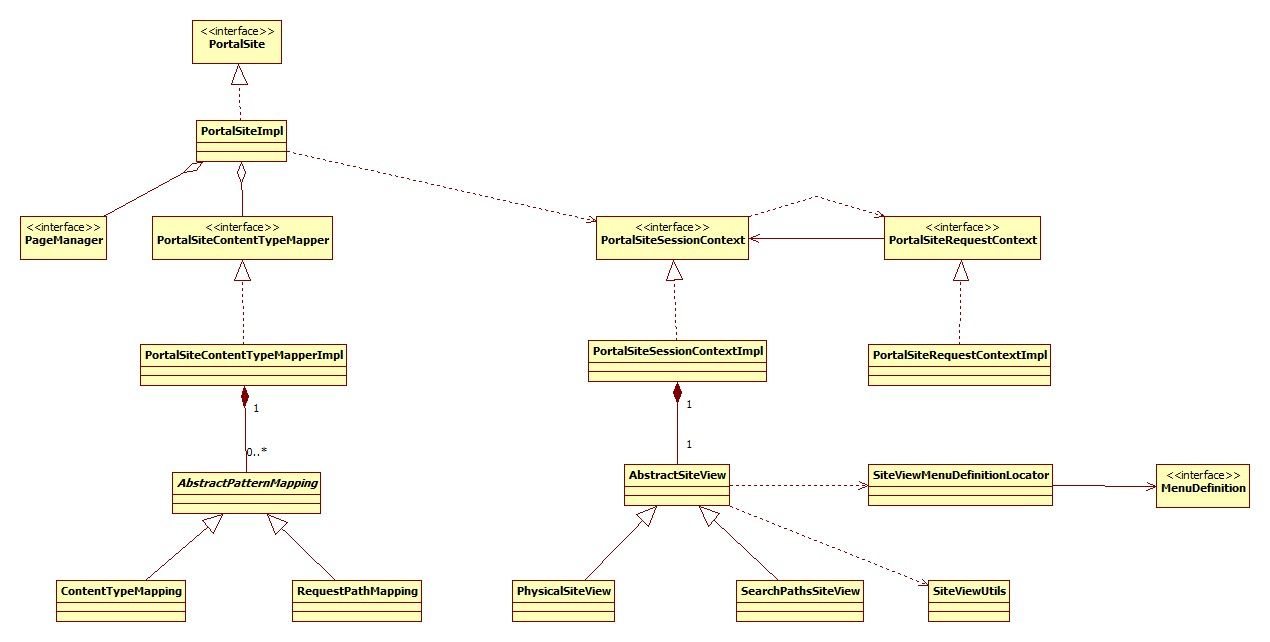 <<interface>>
PortalSite
PortalSiteImpl
<<interface>>
PageManager
<<interface>>
PortalSiteContentTypeMapper
<<interface>>
PortalSiteSessionContext
<<interface>>
PortalSiteRequestContext
PortalSiteContentTypeMapperImpl
PortalSiteSessionContextImpl
PortalSiteRequestContextImpl
1
0..*
1
1
AbstractPatternMapping
AbstractSiteView
SiteViewMenuDefinitionLocator
<<interface>>
MenuDefinition
ContentTypeMapping
RequestPathMapping
PhysicalSiteView
SearchPathsSiteView
SiteViewUtils